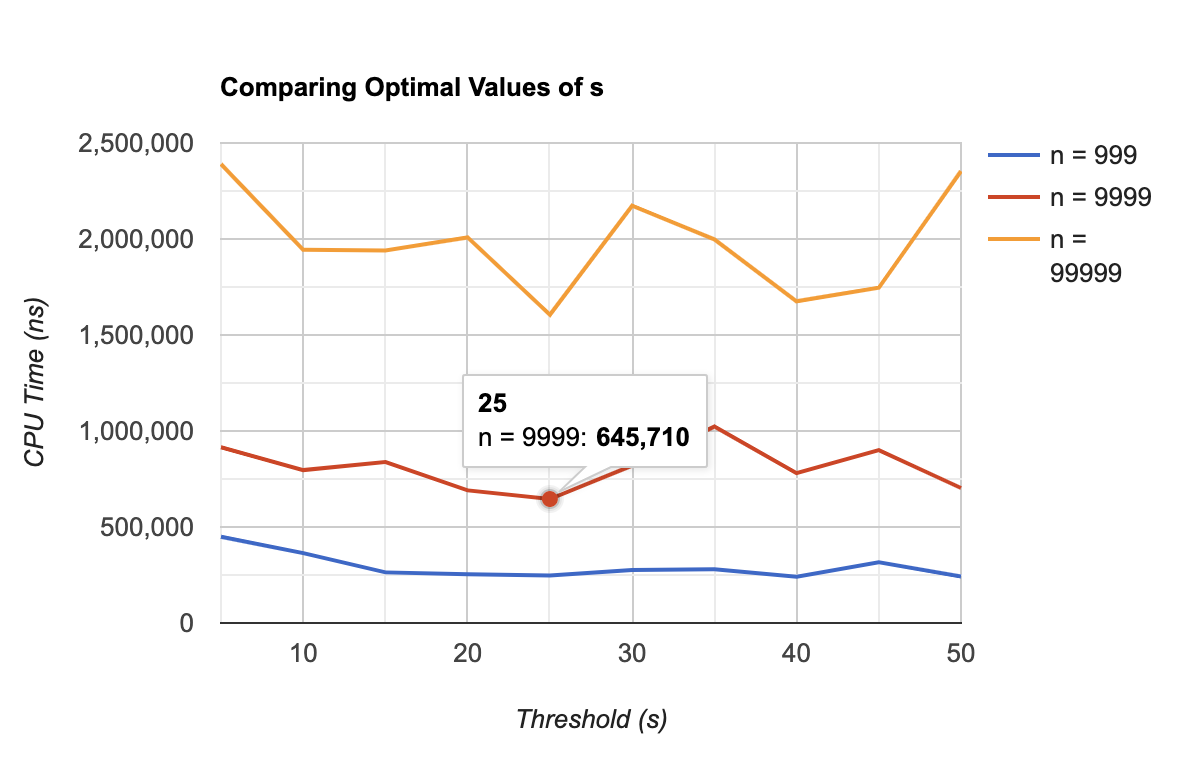 Comparing Optimal Values of s
2,500,000
2,000,000
1,500,000
1,000,000
500,000
0
CPU Time (ns)
n = 999
n = 9999
n =
99999
25
n = 9999: 645,710
10 20 30 40 50
Threshold (s)